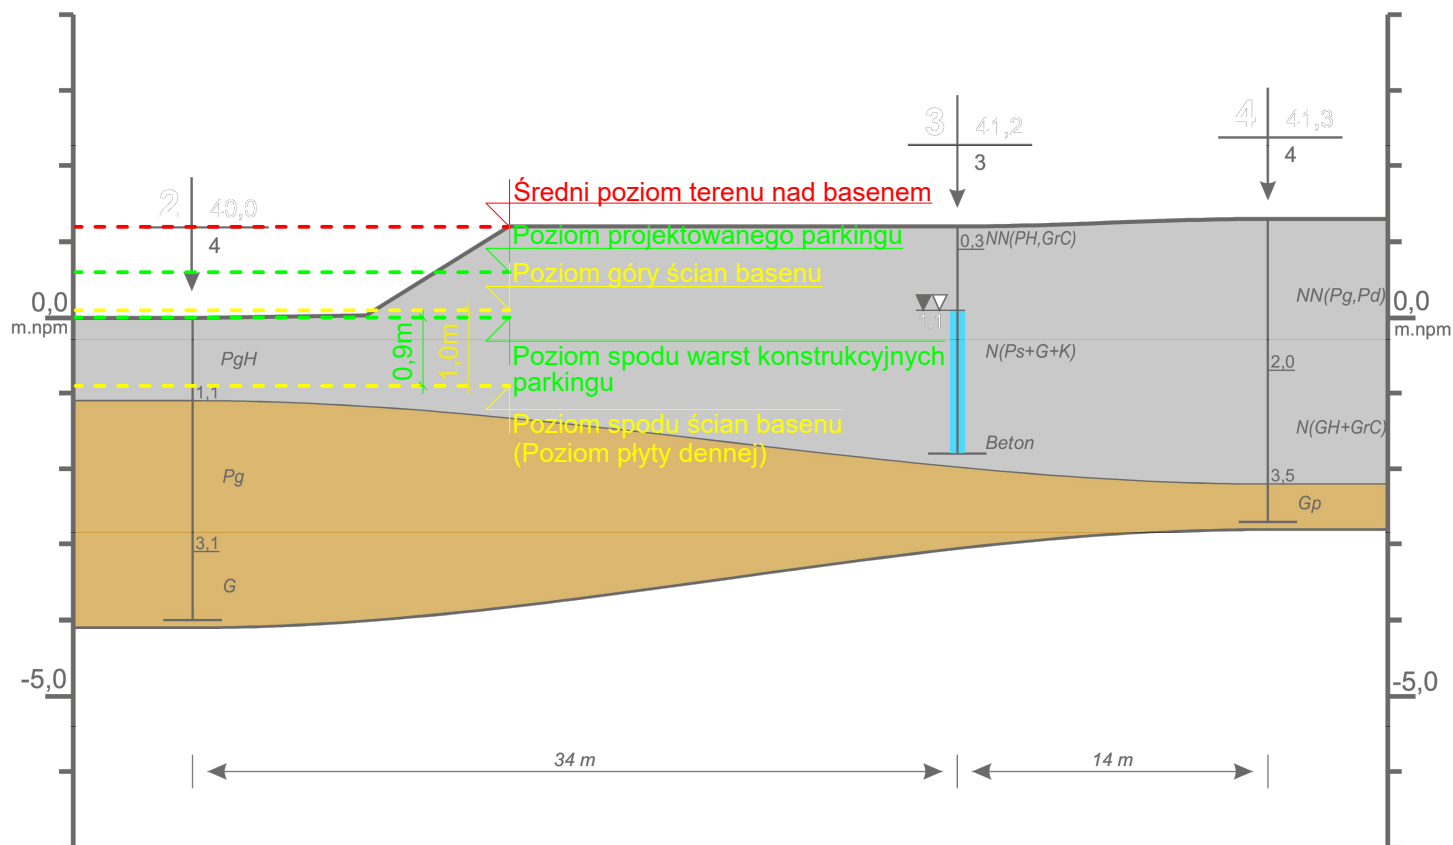 3 41,2
3
4 41,3
4
2 40,0
4
Średni poziom terenu nad basenem
Poziom projektowanego parkingu
0,3 NN(PH,GrC)
Poziom góry ścian basenu
0,0
m.npm
NN(Pg,Pd)
0,0
m.npm
1,1
0,9m
1,0m
PgH
Poziom spodu warst konstrukcyjnych
parkingu
N(Ps+G+K)
2,0
1,1
Poziom spodu ścian basenu
(Poziom płyty dennej)
Beton
N(GH+GrC)
Pg
3,5
Gp
3,1
G
-5,0
-5,0
34 m
14 m